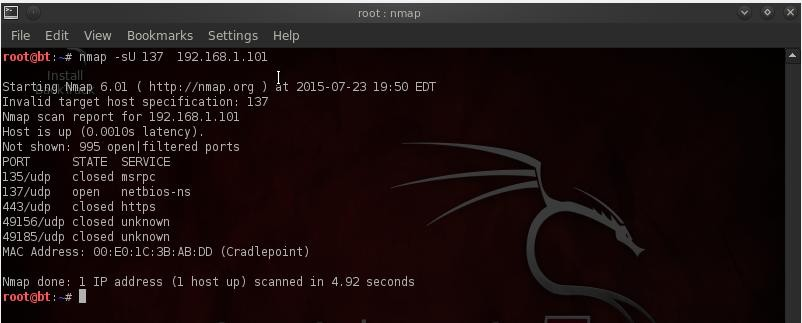 root : nmap
File Edit View Bookmarks Settings Help
root@bt:~# nmap -sU 137  192.168.1.101
Install
Starting Nmap 6.01 ( http://nmap.org ) at 2015-07-23 19:50 EDT
Invalid target host specification: 137
Nmap scan report for 192.168.1.101
Host is up (0.0010s latency).
Not shown: 995 open|filtered ports
PORT      STATE  SERVICE
135/udp   closed msrpc
137/udp   open   netbios-ns
443/udp   closed https
49156/udp closed unknown
49185/udp closed unknown
MAC Address: 00:E0:1C:3B:AB:DD (Cradlepoint)
Nmap done: 1 IP address (1 host up) scanned in 4.92 seconds
root@bt:~#